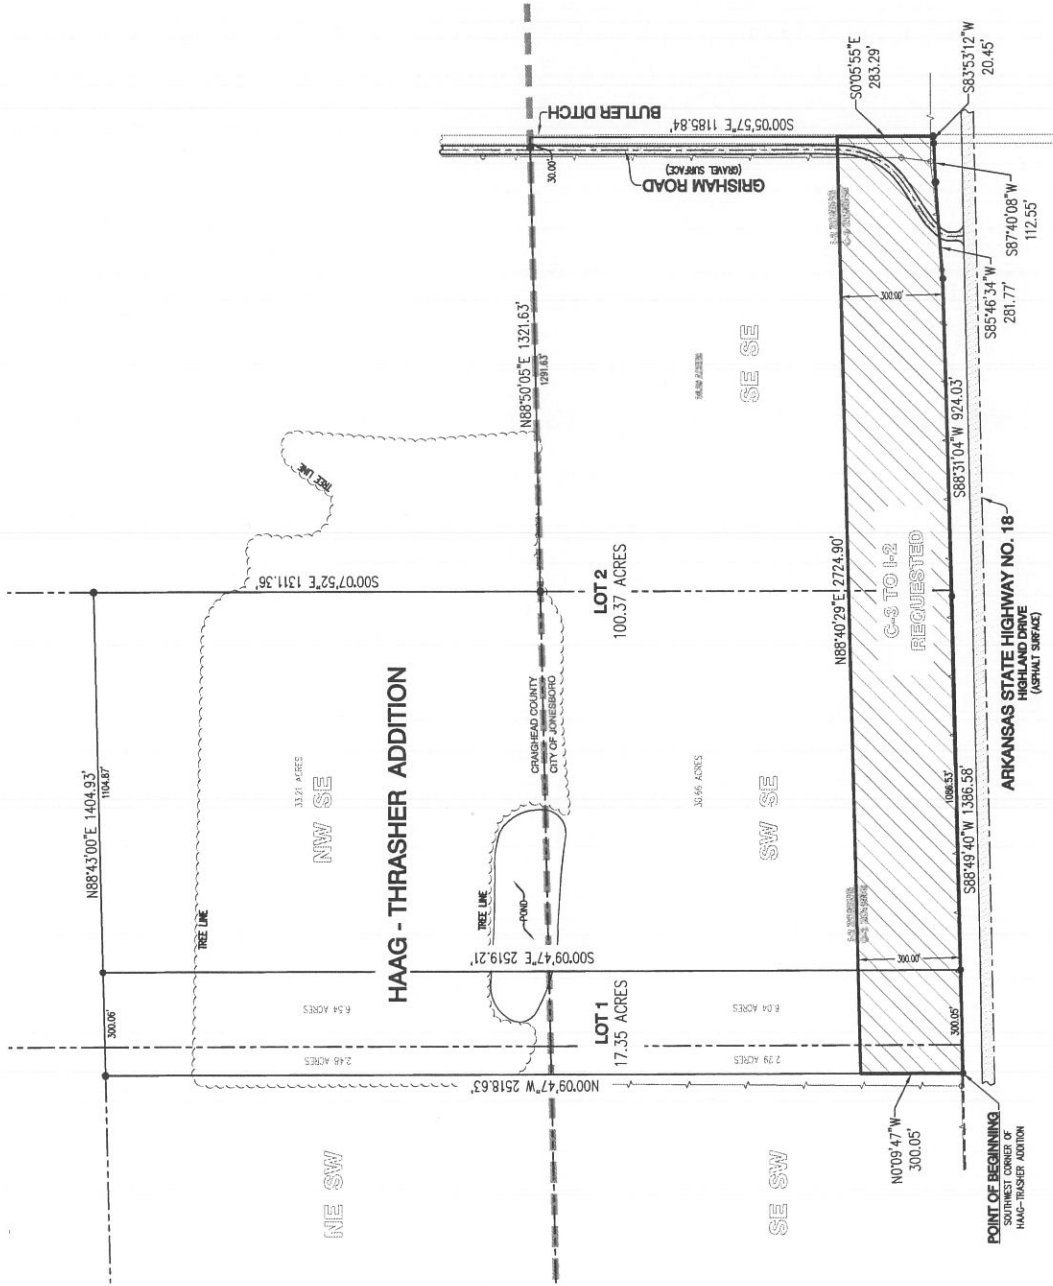 N88°43'00"E 1404.93'
300.06'
1104.87'
TREE LINE
TREE LINE
6.54 ACRES
2.48 ACRES
33.21 ACRES
NW SE
HAAG - THRASHER ADDITION
S00°07'52"E 1311.36'
NE SW
TREE LINE
POND
CRAIGHEAD COUNTY
CITY OF JONESBORO
N88°50'05"E 1321.63'
1291.63'
30.00'
BUTLER DITCH
S00°05'57"E 1185.84'
GRISHAM ROAD
(GRAVEL SURFACE)
N00°09'47"W 2518.63'
S00°09'47"E 2519.21'
LOT 1
17.35 ACRES
LOT 2
100.37 ACRES
7.79 ACRES
6.04 ACRES
30.66 ACRES
SE SW
SW SE
SE SE
N88°40'29"E 2724.90'
300.00'
300.00'
C-3 TO I-2
REQUESTED
S0°05'55"E
283.29'
S83°53'12"W
20.45'
S87°40'08"W
112.55'
S85°46'34"W
281.77'
S88°31'04"W 924.03'
1086.53'
300.05'
S88°49'40"W 1386.58'
N0°09'47"W
300.05'
POINT OF BEGINNING
SOUTHWEST CORNER OF
HAAG-TRASHER ADDITION
ARKANSAS STATE HIGHWAY NO. 18
HIGHLAND DRIVE
(ASPHALT SURFACE)